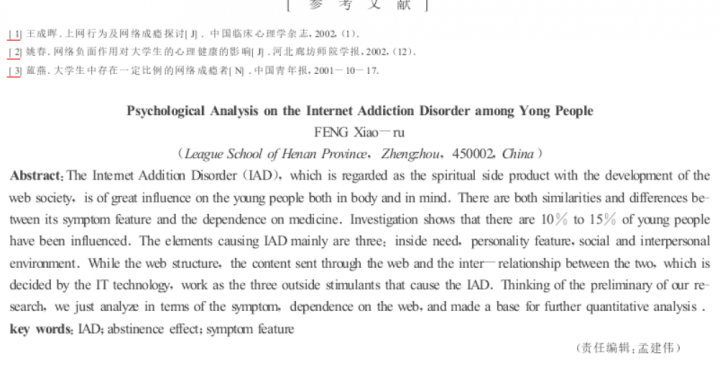 [ 参 考 文 献 ]
[ 1] 王成晖. 上网行为及网络成瘾探讨[ J] . 中国临床心理学杂志, 2002, (1).
[ 2] 姚春. 网络负面作用对大学生的心理健康的影响[ J] . 河北廊坊师院学报, 2002, (12).
[ 3] 蓝燕. 大学生中存在一定比例的网络成瘾者[ N] . 中国青年报, 2001-10-17.
Psychological Analysis on the Internet Addiction Disorder among Yong People
FENG Xiao—ru
(League School of Henan Province, Zhengzhou, 450002, China )
Abstract: The Internet Addition Disorder (IAD), which is regarded as the spiritual side product with the development of the
web society, is of great influence on the young people both in body and in mind. There are both similarities and differences be-
tween its symptom feature and the dependence on medicine. Investigation shows that there are 10% to 15% of young people
have been influenced. The elements causing IAD mainly are three: inside need, personality feature, social and interpersonal
environment. While the web structure, the content sent through the web and the inter—relationship between the two, which is
decided by the IT technology, work as the three outside stimulants that cause the IAD. Thinking of the preliminary of our re-
search, we just analyze in terms of the symptom, dependence on the web, and made a base for further quantitative analysis .
key words: IAD; abstinence effect; symptom feature
(责任编辑: 孟建伟)